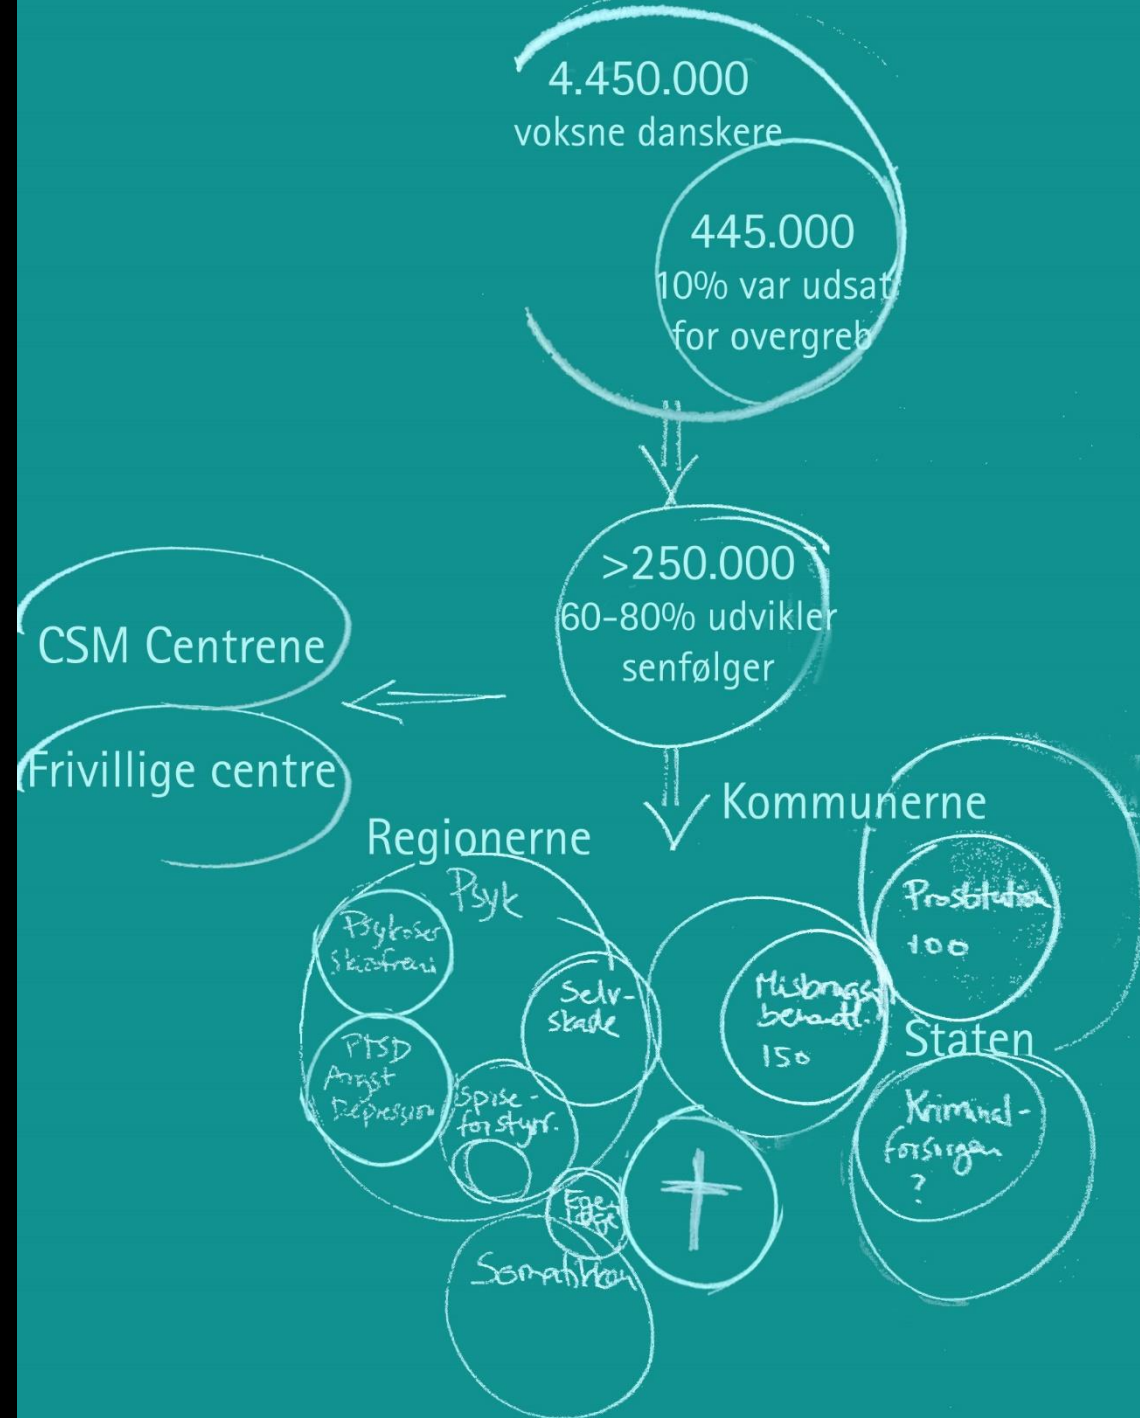 4.450.000
voksne danskere
445.000
10% var udsat
for overgreb
>250.000
60-80% udvikler
senfølger
CSM Centrene
Frivillige centre
Regionerne
Psyk
Psykoser
Skizofreni
PTSD
Angst
Depression
Selv-
skade
Spise-
forstyrr.
Egen
læge
Somatikken
Kommunerne
Prostitution
100
Misbrugs-
behandl.
150
Staten
Kriminal-
forsorgen
?